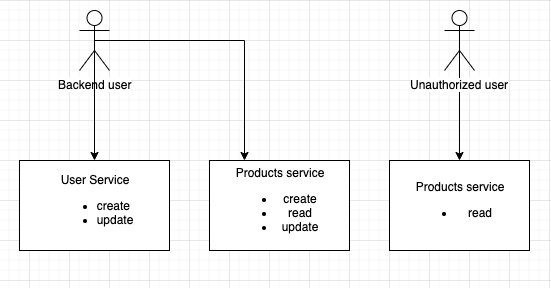 Backend user
Unauthorized user
User Service
• create
• update
Products service
• create
• read
• update
Products service
• read